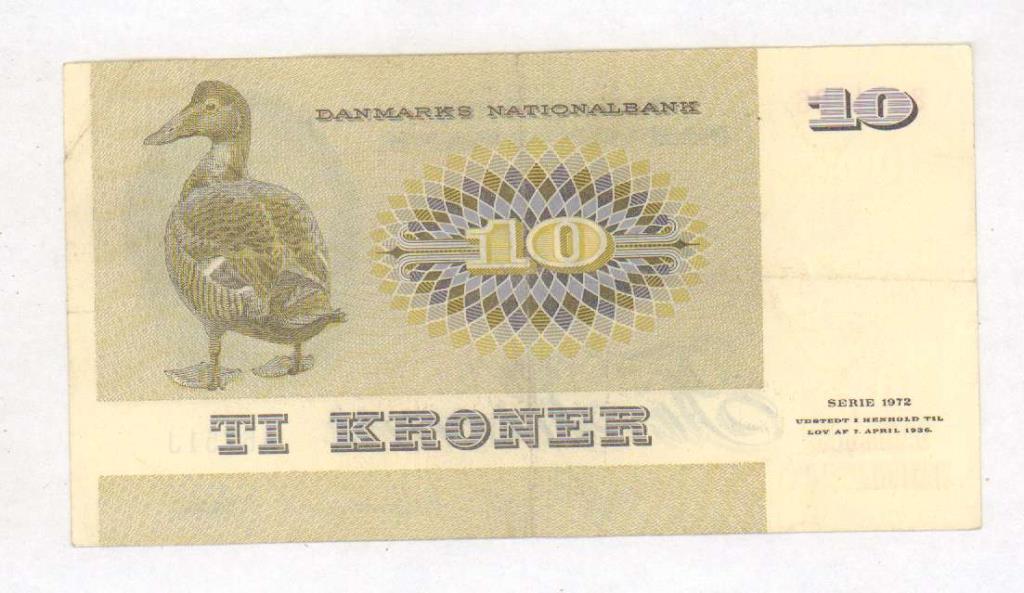 DANMARKS NATIONALBANK
10
10
TI KRONER
SERIE 1972
UDSTEDT I HENHOLD TIL
LOV AF 7. APRIL 1936.